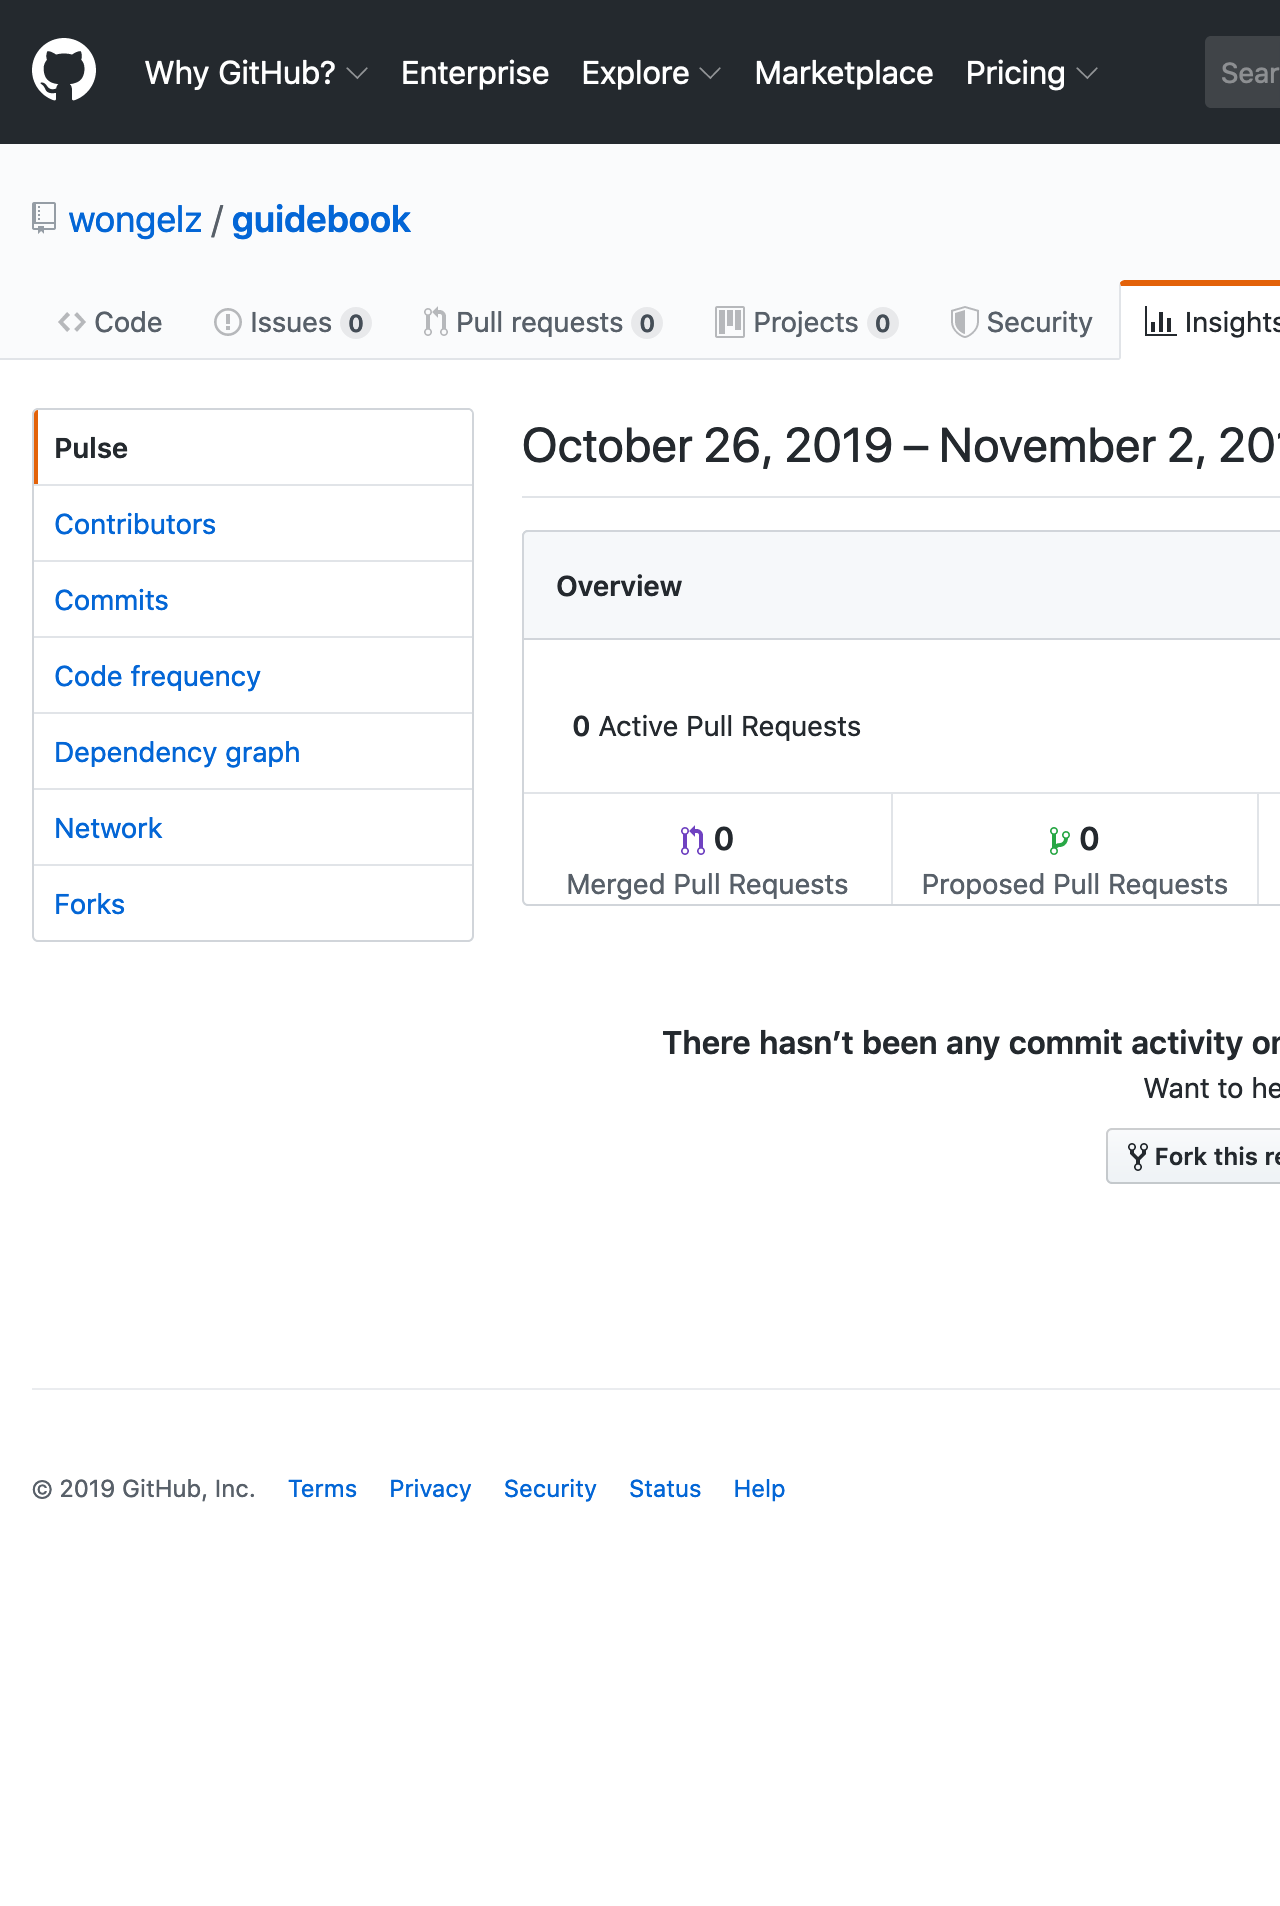 Why GitHub? Enterprise Explore Marketplace Pricing
wongelz / guidebook
Code Issues 0 Pull requests 0 Projects 0 Security Insights
Pulse
Contributors
Commits
Code frequency
Dependency graph
Network
Forks
October 26, 2019 – November 2, 201
Overview
0 Active Pull Requests
0 0
Merged Pull Requests Proposed Pull Requests
There hasn’t been any commit activity on
Want to he
Fork this re
© 2019 GitHub, Inc. Terms Privacy Security Status Help